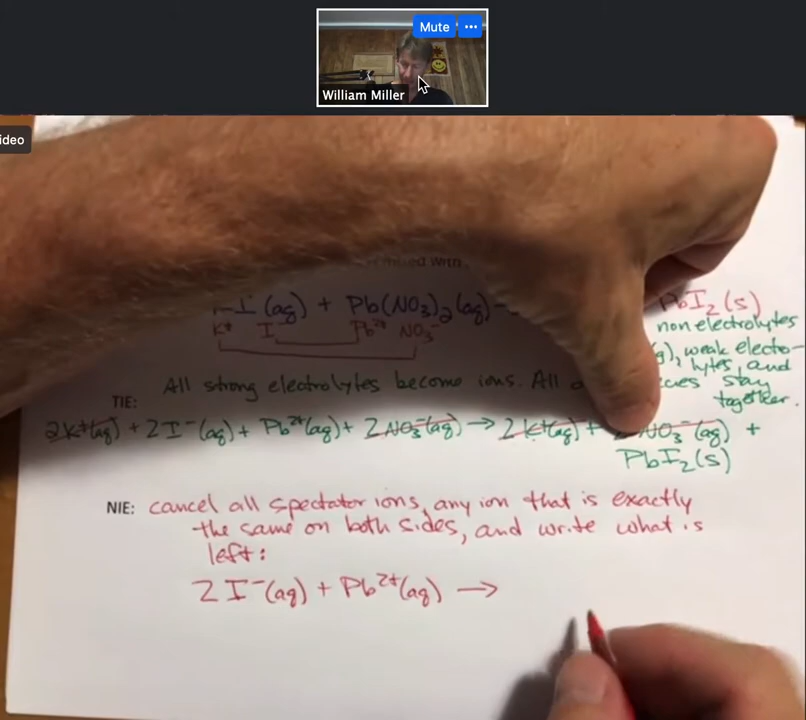 Mute
William Miller
ideo
I (aq) + Pb(NO₃)₂(aq)
PbI₂(s)
K⁺ I⁻ Pb²⁺ NO₃⁻
non electrolytes
weak electro-
All strong electrolytes become ions. All
lytes, and
stay
together.
TIE:
2K⁺(aq) + 2I⁻(aq) + Pb²⁺(aq) + 2NO₃⁻(aq) → 2K⁺(aq) + NO₃⁻(aq) +
PbI₂(s)
NIE: cancel all spectator ions, any ion that is exactly
the same on both sides, and write what is
left:
2I⁻(aq) + Pb²⁺(aq) →